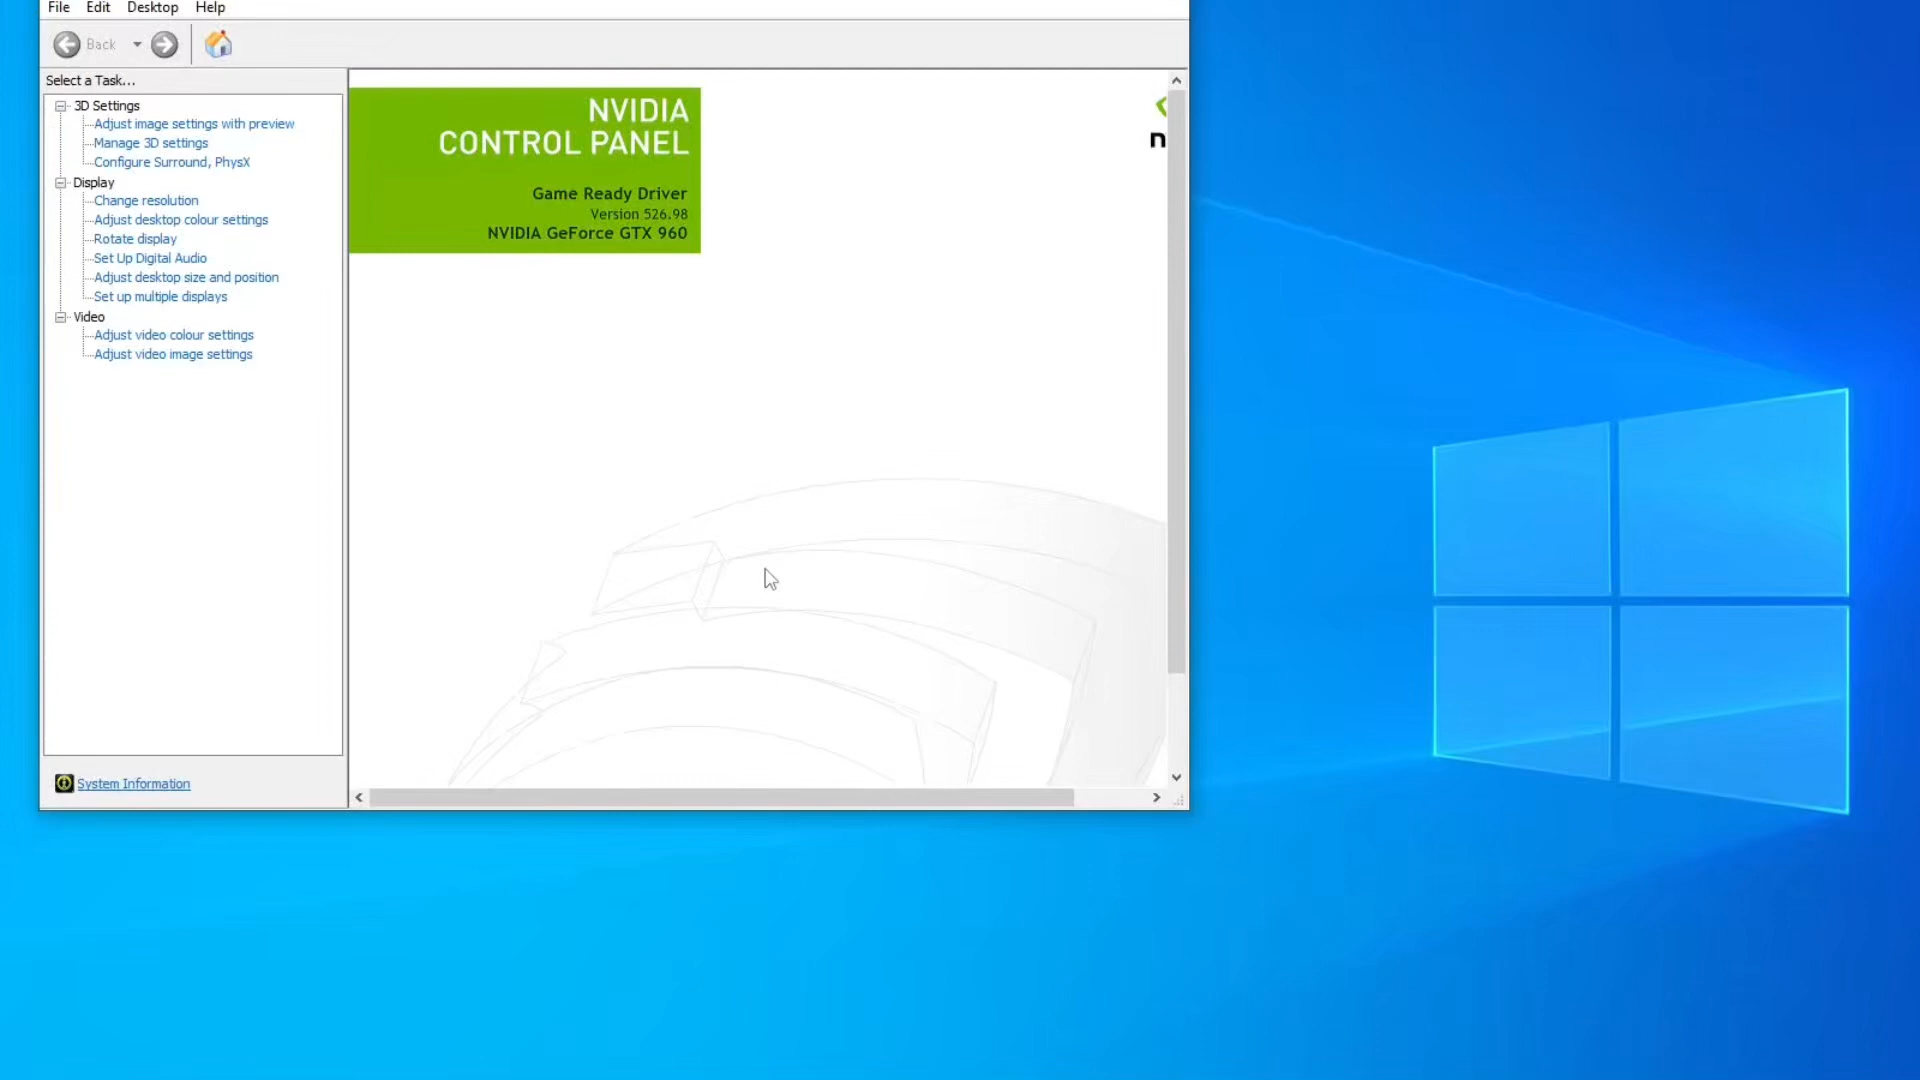 File Edit Desktop Help
Back
Select a Task...
3D Settings
Adjust image settings with preview
Manage 3D settings
Configure Surround, PhysX
Display
Change resolution
Adjust desktop colour settings
Rotate display
Set Up Digital Audio
Adjust desktop size and position
Set up multiple displays
Video
Adjust video colour settings
Adjust video image settings
System Information
NVIDIA
CONTROL PANEL
Game Ready Driver
Version 526.98
NVIDIA GeForce GTX 960
n